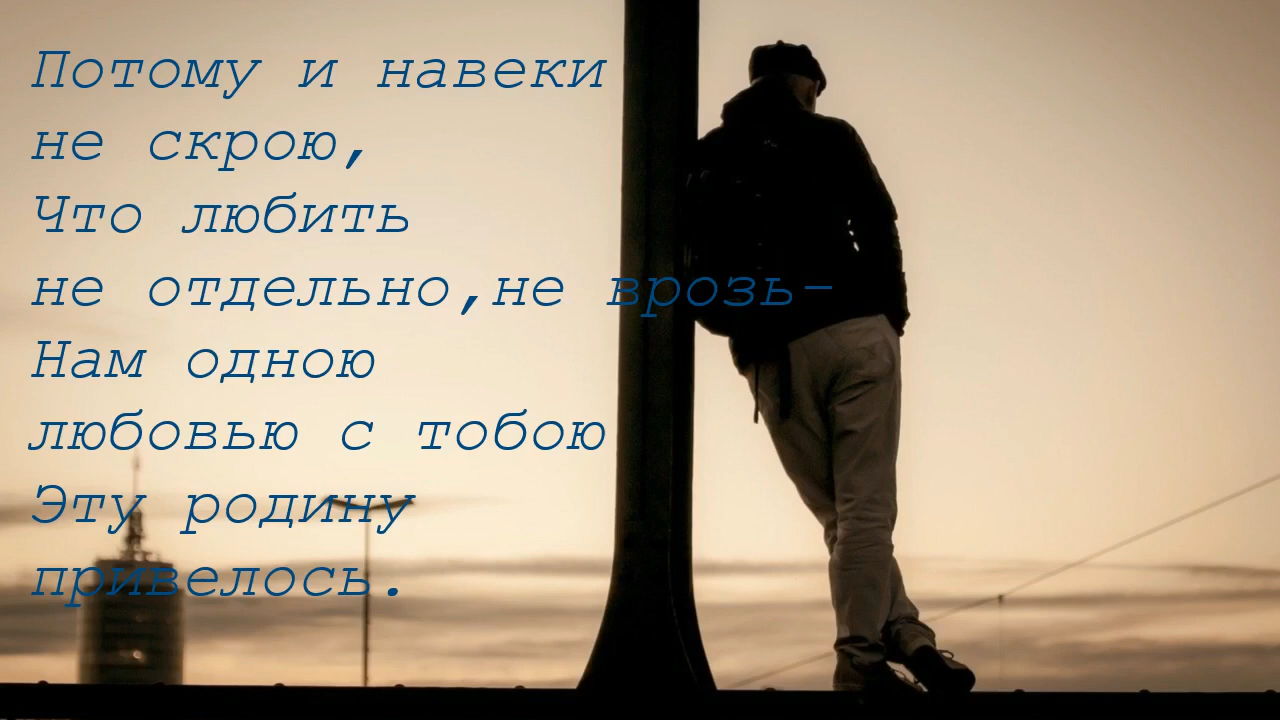 Потому и навеки
не скрою,
Что любить
не отдельно,не врозь-
Нам одною
любовью с тобою
Эту родину
привелось.